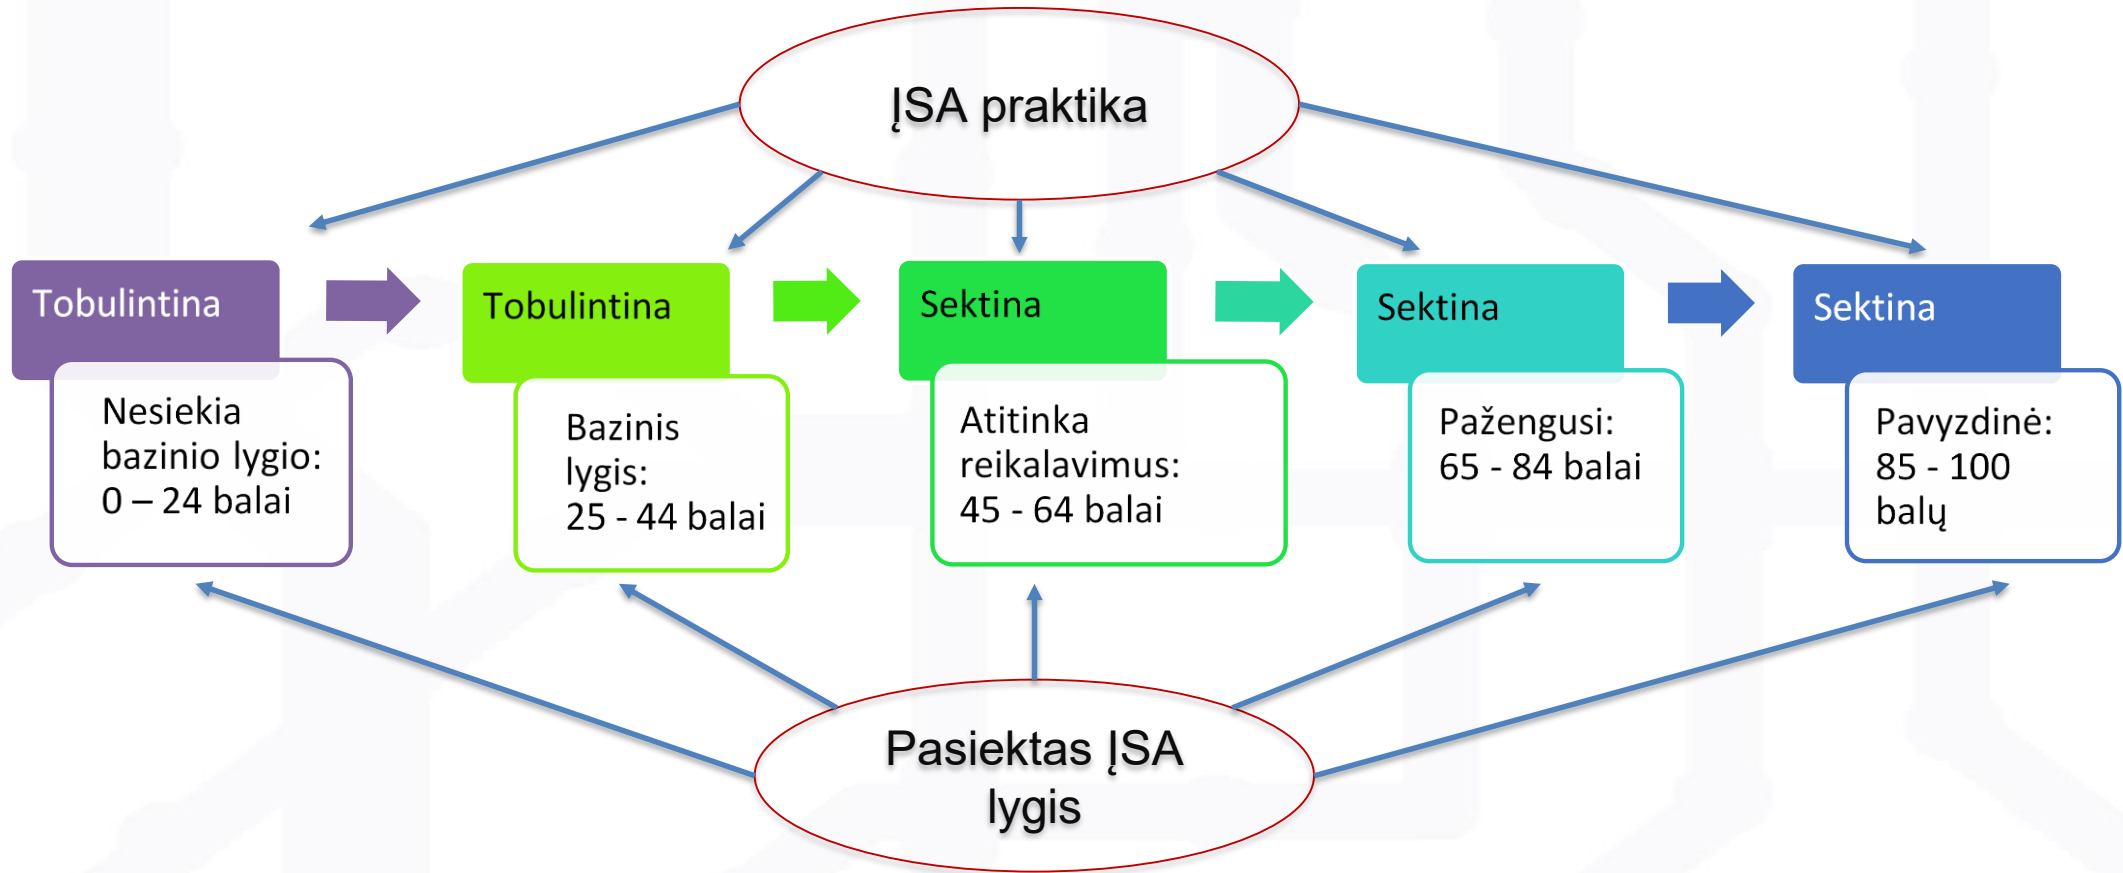 ĮSA praktika
Tobulintina
Nesiekia
bazinio lygio:
0 – 24 balai
Tobulintina
Bazinis
lygis:
25 - 44 balai
Sektina
Atitinka
reikalavimus:
45 - 64 balai
Sektina
Pažengusi:
65 - 84 balai
Sektina
Pavyzdinė:
85 - 100
balų
Pasiektas ĮSA
lygis